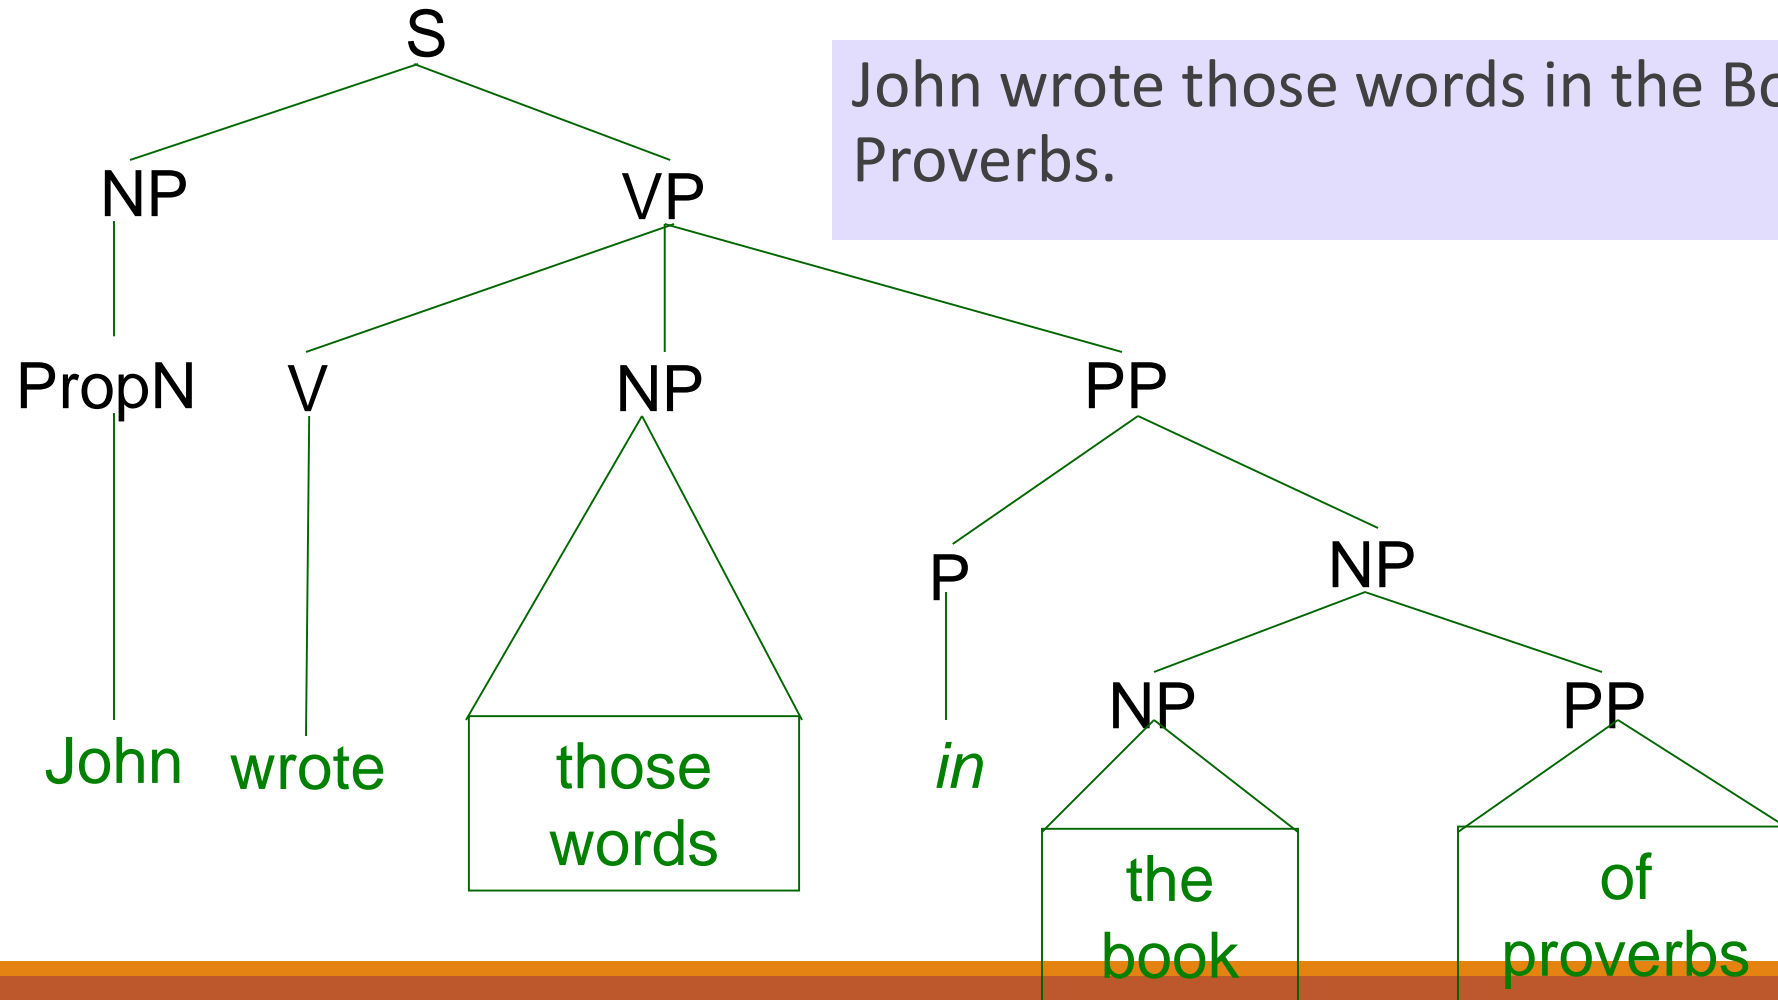 S
John wrote those words in the Bo
Proverbs.
NP VP
PropN V NP PP
P NP
NP PP
John wrote those in
words
the of
book proverbs